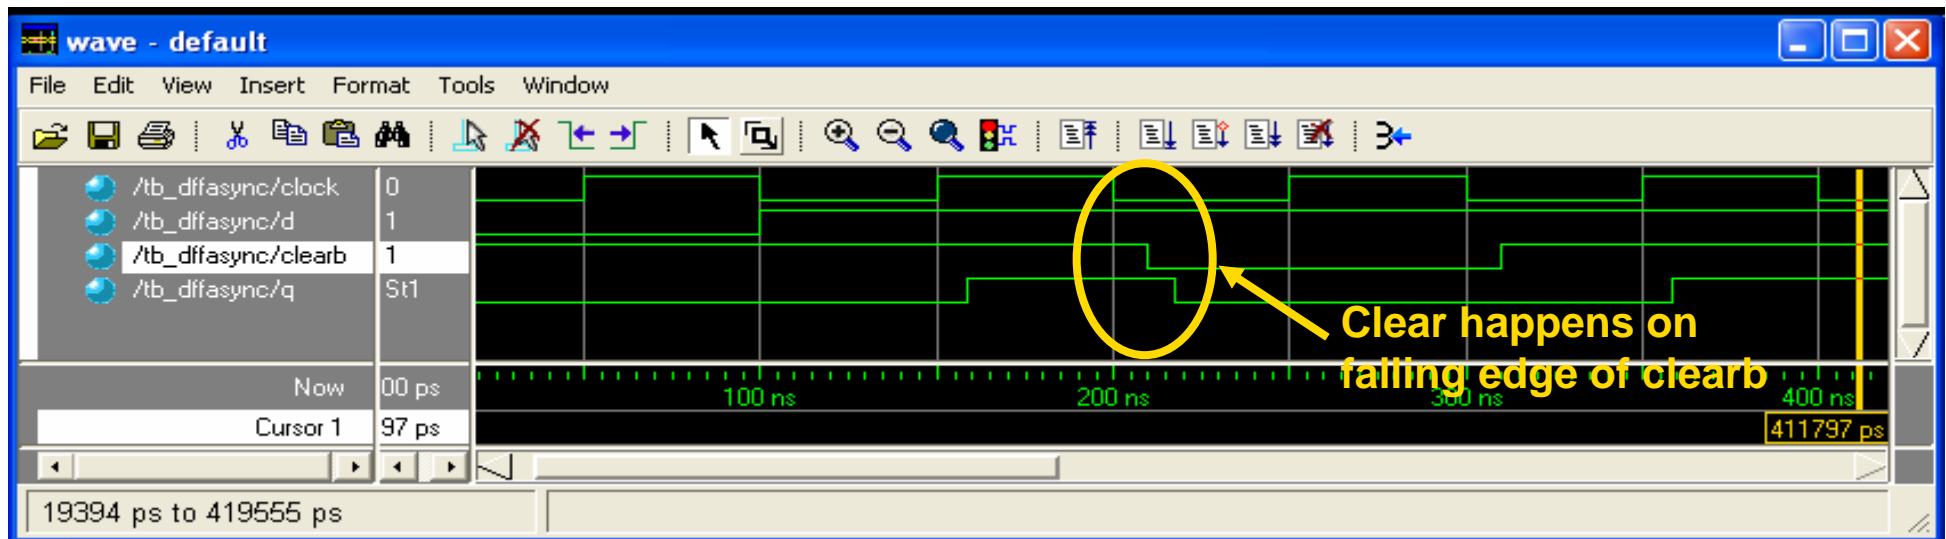 wave - default
File Edit View Insert Format Tools Window
/tb_dffasync/clock 0
/tb_dffasync/d 1
/tb_dffasync/clearb 1
/tb_dffasync/q St1
Clear happens on
falling edge of clearb
Now 00 ps
100 ns 200 ns 300 ns 400 ns
Cursor 1 97 ps
411797 ps
19394 ps to 419555 ps